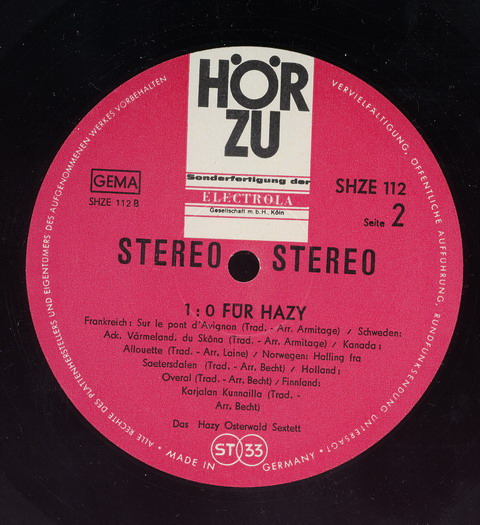 HÖR
ZU
Sonderfertigung der
ELECTROLA
Gesellschaft m. b. H., Köln
GEMA
SHZE 112 B
SHZE 112
Seite 2
STEREO STEREO
1 : 0 FÜR HAZY
Frankreich: Sur le pont d'Avignon (Trad. - Arr. Armitage) / Schweden:
Ack. Värmeland. du Sköna (Trad. - Arr. Armitage) / Kanada:
Allouette (Trad. - Arr. Laine) / Norwegen: Halling fra
Saetersdalen (Trad. - Arr. Becht) / Holland:
Overal (Trad. - Arr. Becht) / Finland:
Karjalan Kunnailla (Trad. -
Arr. Becht)
Das Hazy Osterwald Sextett
ST 33
ALLE RECHTE DES PLATTENHERSTELLERS UND EIGENTÜMERS DES AUFGENOMMENEN WERKES VORBEHALTEN
VERVIELFÄLTIGUNG, ÖFFENTLICHE AUFFÜHRUNG, RUNDFUNKSENDUNG UNTERSAGT •
• MADE IN GERMANY •